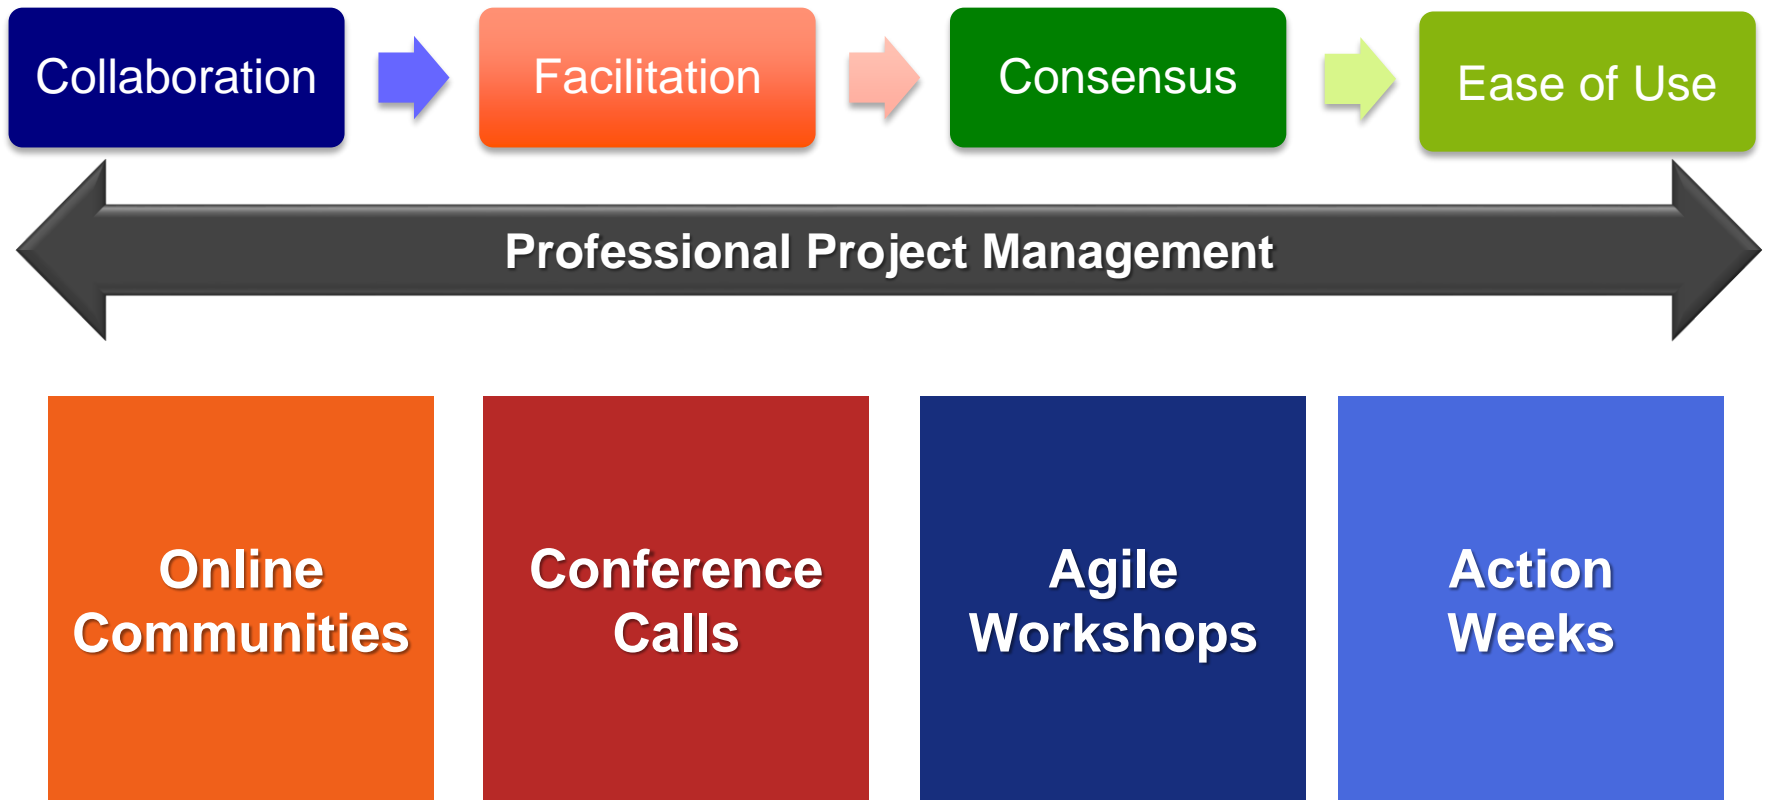 Collaboration
Facilitation
Consensus
Ease of Use
Professional Project Management
Online
Communities
Conference
Calls
Agile
Workshops
Action
Weeks